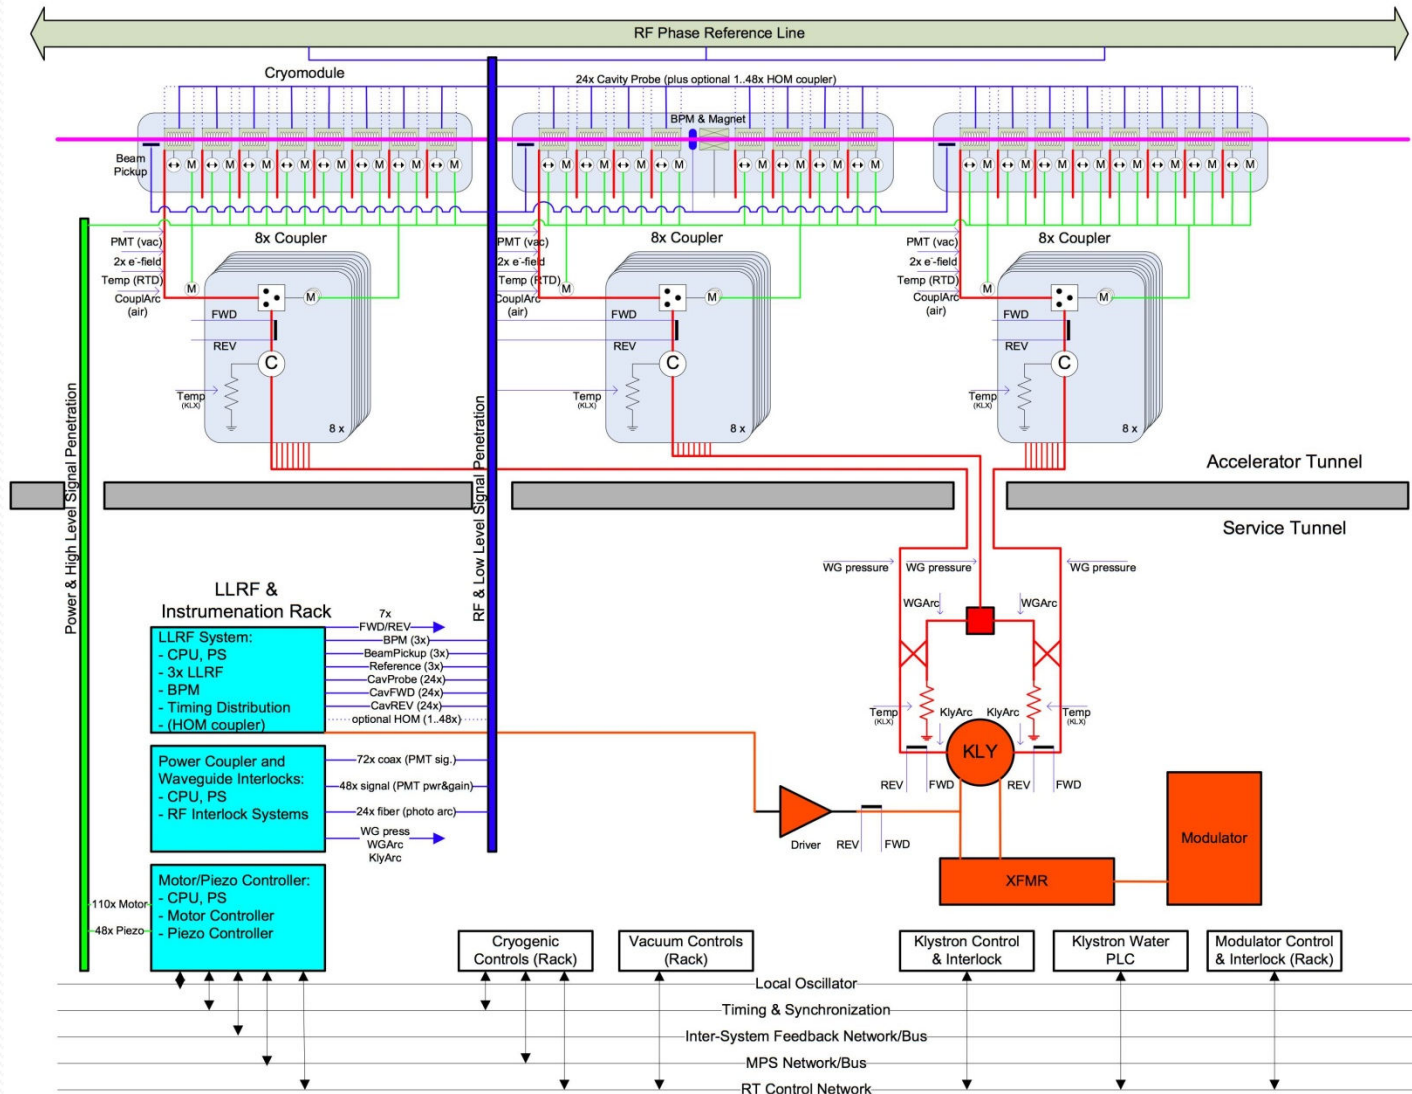 RF Phase Reference Line
Cryomodule
24x Cavity Probe (plus optional 1..48x HOM coupler)
BPM & Magnet
Beam
Pickup
M M M M M M M M
M M M M M M M M
M M M M M M M M
PMT (vac)
2x e⁻-field
Temp (RTD)
CouplArc
(air)
8x Coupler
M
M
FWD
REV
C
Temp
(KLX)
8 x
PMT (vac)
2x e⁻-field
Temp (RTD)
CouplArc
(air)
8x Coupler
M
M
FWD
REV
C
Temp
(KLX)
8 x
PMT (vac)
2x e⁻-field
Temp (RTD)
CouplArc
(air)
8x Coupler
M
M
FWD
REV
C
Temp
(KLX)
8 x
Power & High Level Signal Penetration
RF & Low Level Signal Penetration
Accelerator Tunnel
Service Tunnel
LLRF &
Instrumenation Rack
LLRF System:
- CPU, PS
- 3x LLRF
- BPM
- Timing Distribution
- (HOM coupler)
7x
FWD/REV
BPM (3x)
BeamPickup (3x)
Reference (3x)
CavProbe (24x)
CavFWD (24x)
CavREV (24x)
optional HOM (1..48x)
Power Coupler and
Waveguide Interlocks:
- CPU, PS
- RF Interlock Systems
72x coax (PMT sig.)
48x signal (PMT pwr&gain)
24x fiber (photo arc)
WG press
WGArc
KlyArc
Motor/Piezo Controller:
- CPU, PS
- Motor Controller
- Piezo Controller
110x Motor
48x Piezo
WG pressure
WG pressure
WG pressure
WGArc
WGArc
Temp
(KLX)
KlyArc
KlyArc
Temp
(KLX)
KLY
REV
FWD
REV
FWD
Driver
REV
FWD
XFMR
Modulator
Cryogenic
Controls (Rack)
Vacuum Controls
(Rack)
Klystron Control
& Interlock
Klystron Water
PLC
Modulator Control
& Interlock (Rack)
Local Oscillator
Timing & Synchronization
Inter-System Feedback Network/Bus
MPS Network/Bus
RT Control Network